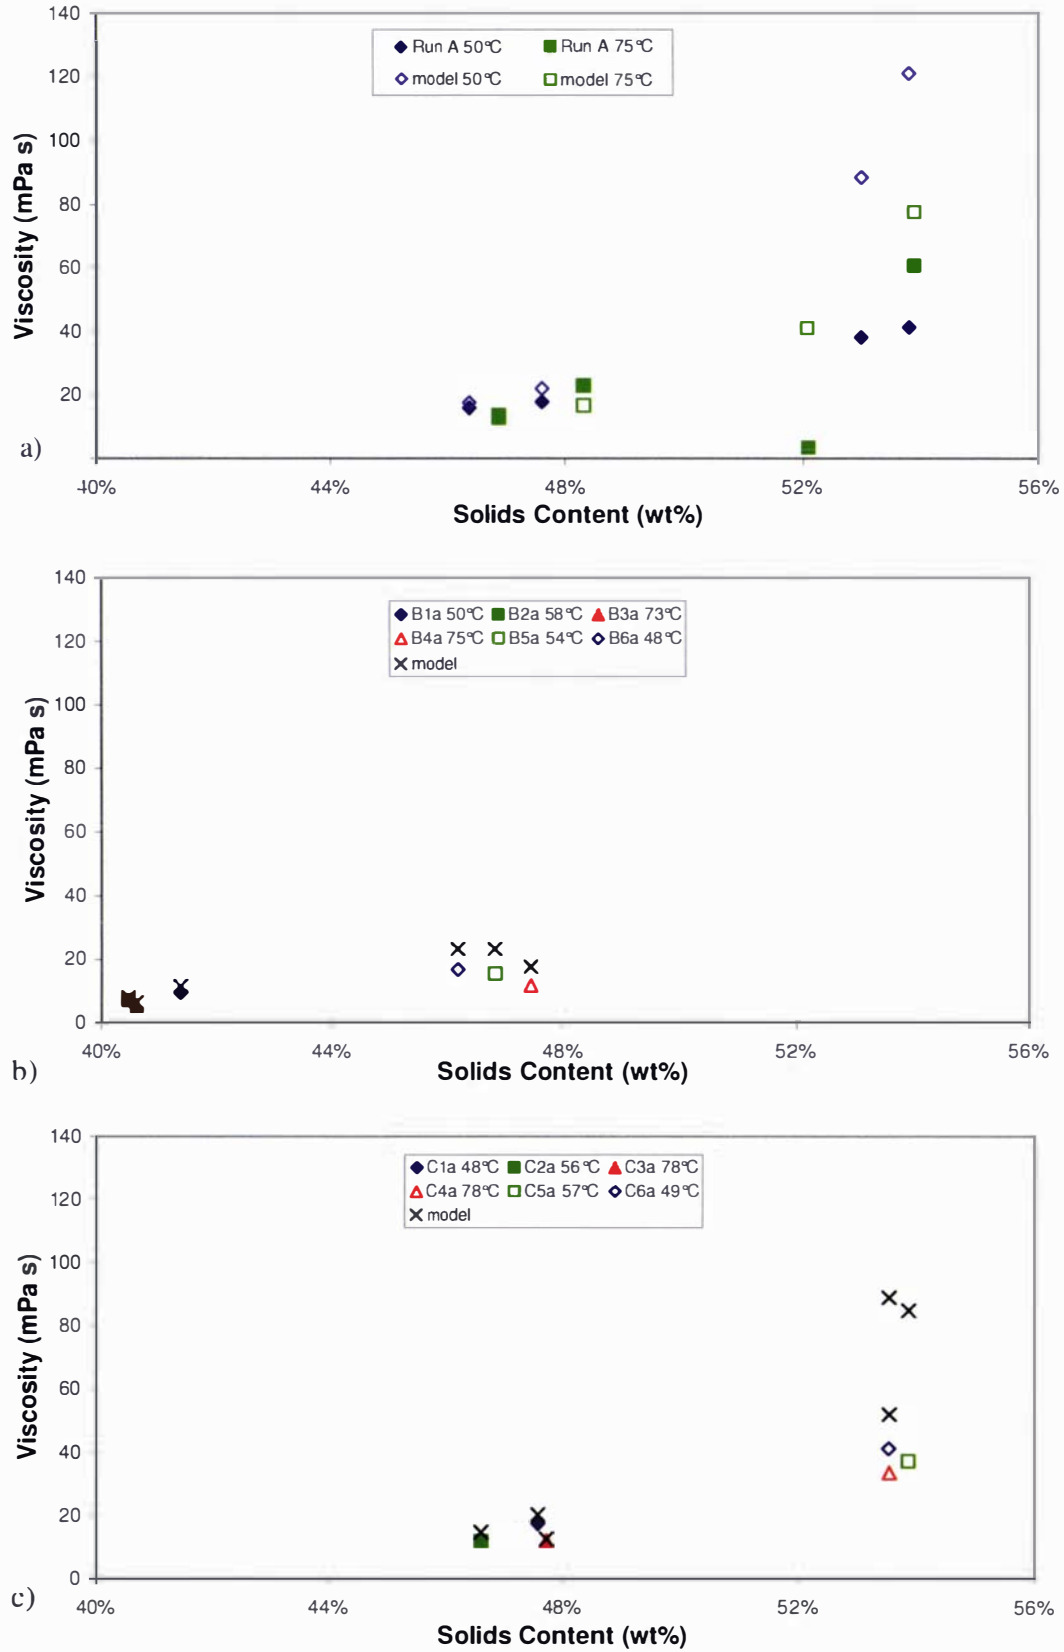 140
120
100
80
60
40
20
Viscosity (mPa s)
Run A 50°C Run A 75°C
model 50°C model 75°C
a)
40% 44% 48% 52% 56%
Solids Content (wt%)
140
120
100
80
60
40
20
0
Viscosity (mPa s)
B1a 50°C B2a 58°C B3a 73°C
B4a 75°C B5a 54°C B6a 48°C
model
b)
40% 44% 48% 52% 56%
Solids Content (wt%)
140
120
100
80
60
40
20
0
Viscosity (mPa s)
C1a 48°C C2a 56°C C3a 78°C
C4a 78°C C5a 57°C C6a 49°C
model
c)
40% 44% 48% 52% 56%
Solids Content (wt%)